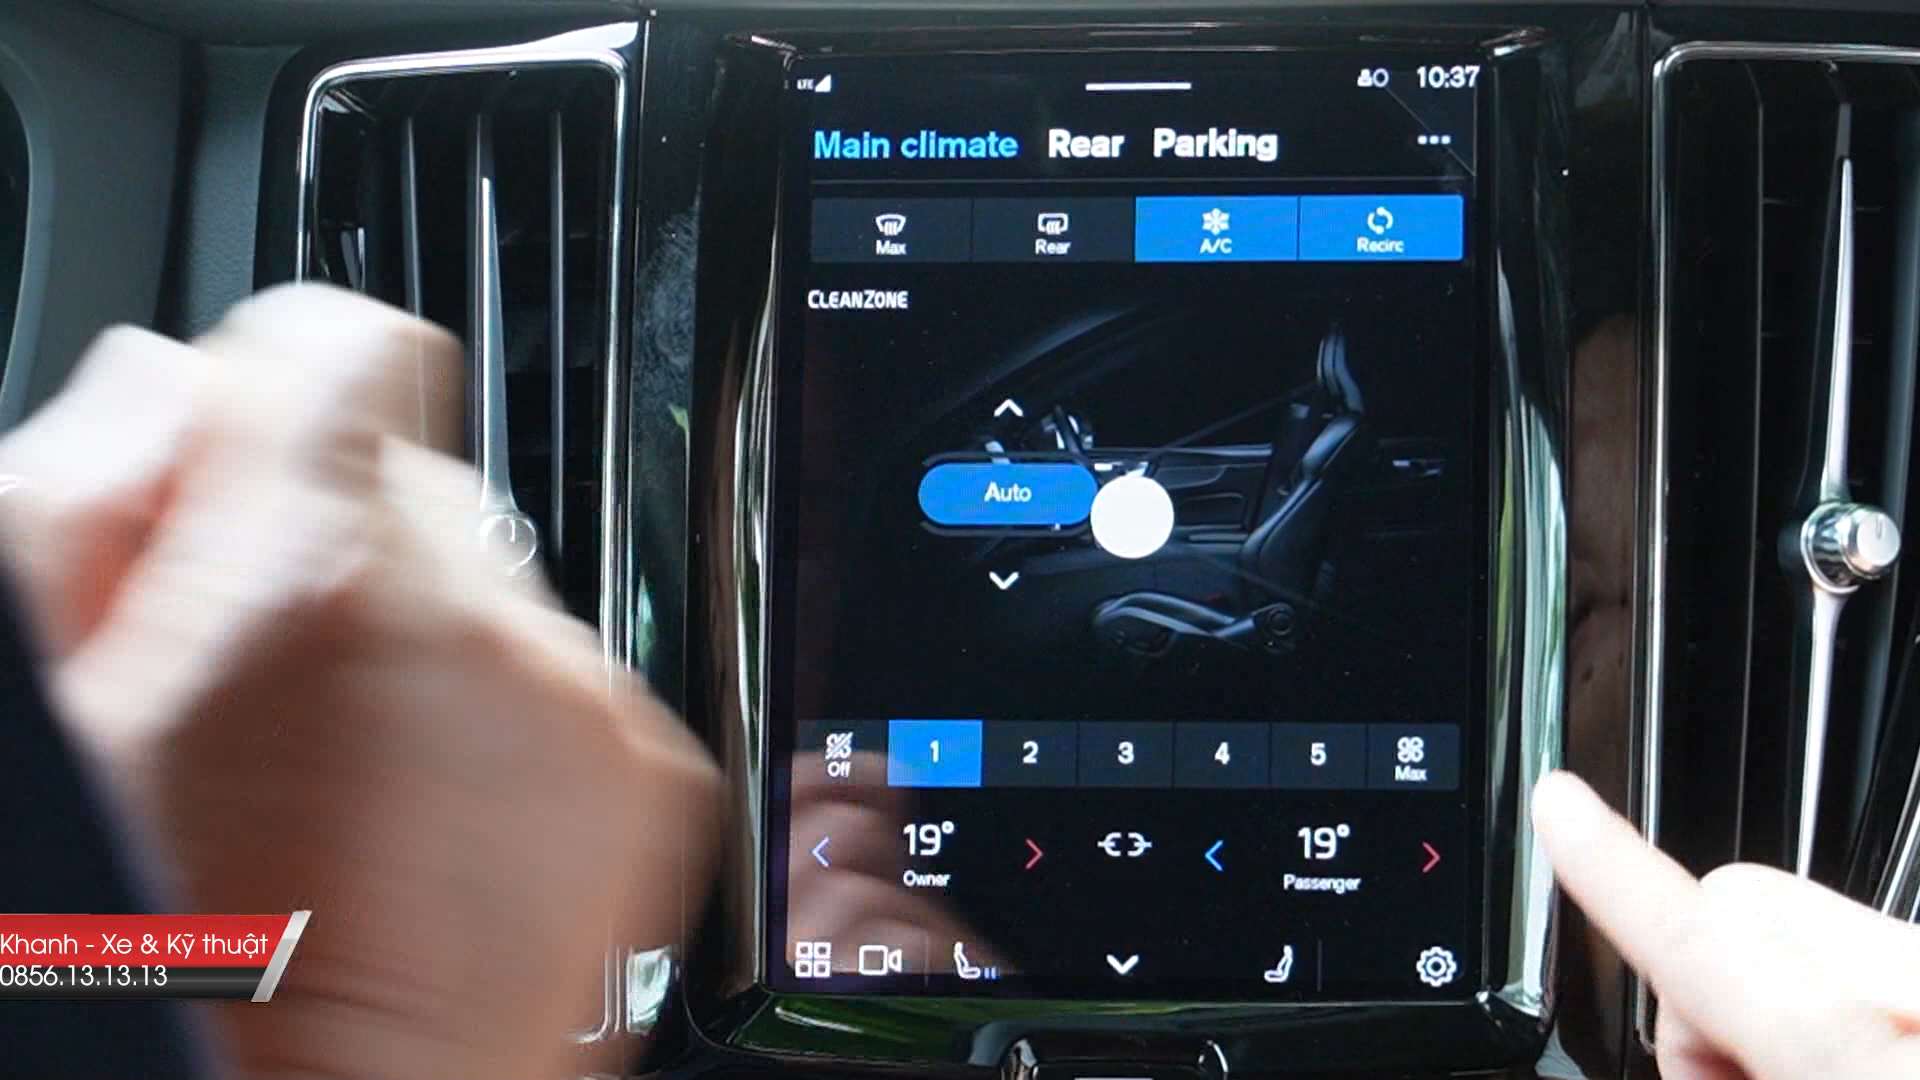 LTE 10:37
Main climate Rear Parking
Max Rear A/C Recirc
CLEANZONE
Auto
Off 1 2 3 4 5 Max
19° 19°
Owner Passenger
Khanh - Xe & Kỹ thuật
0856.13.13.13